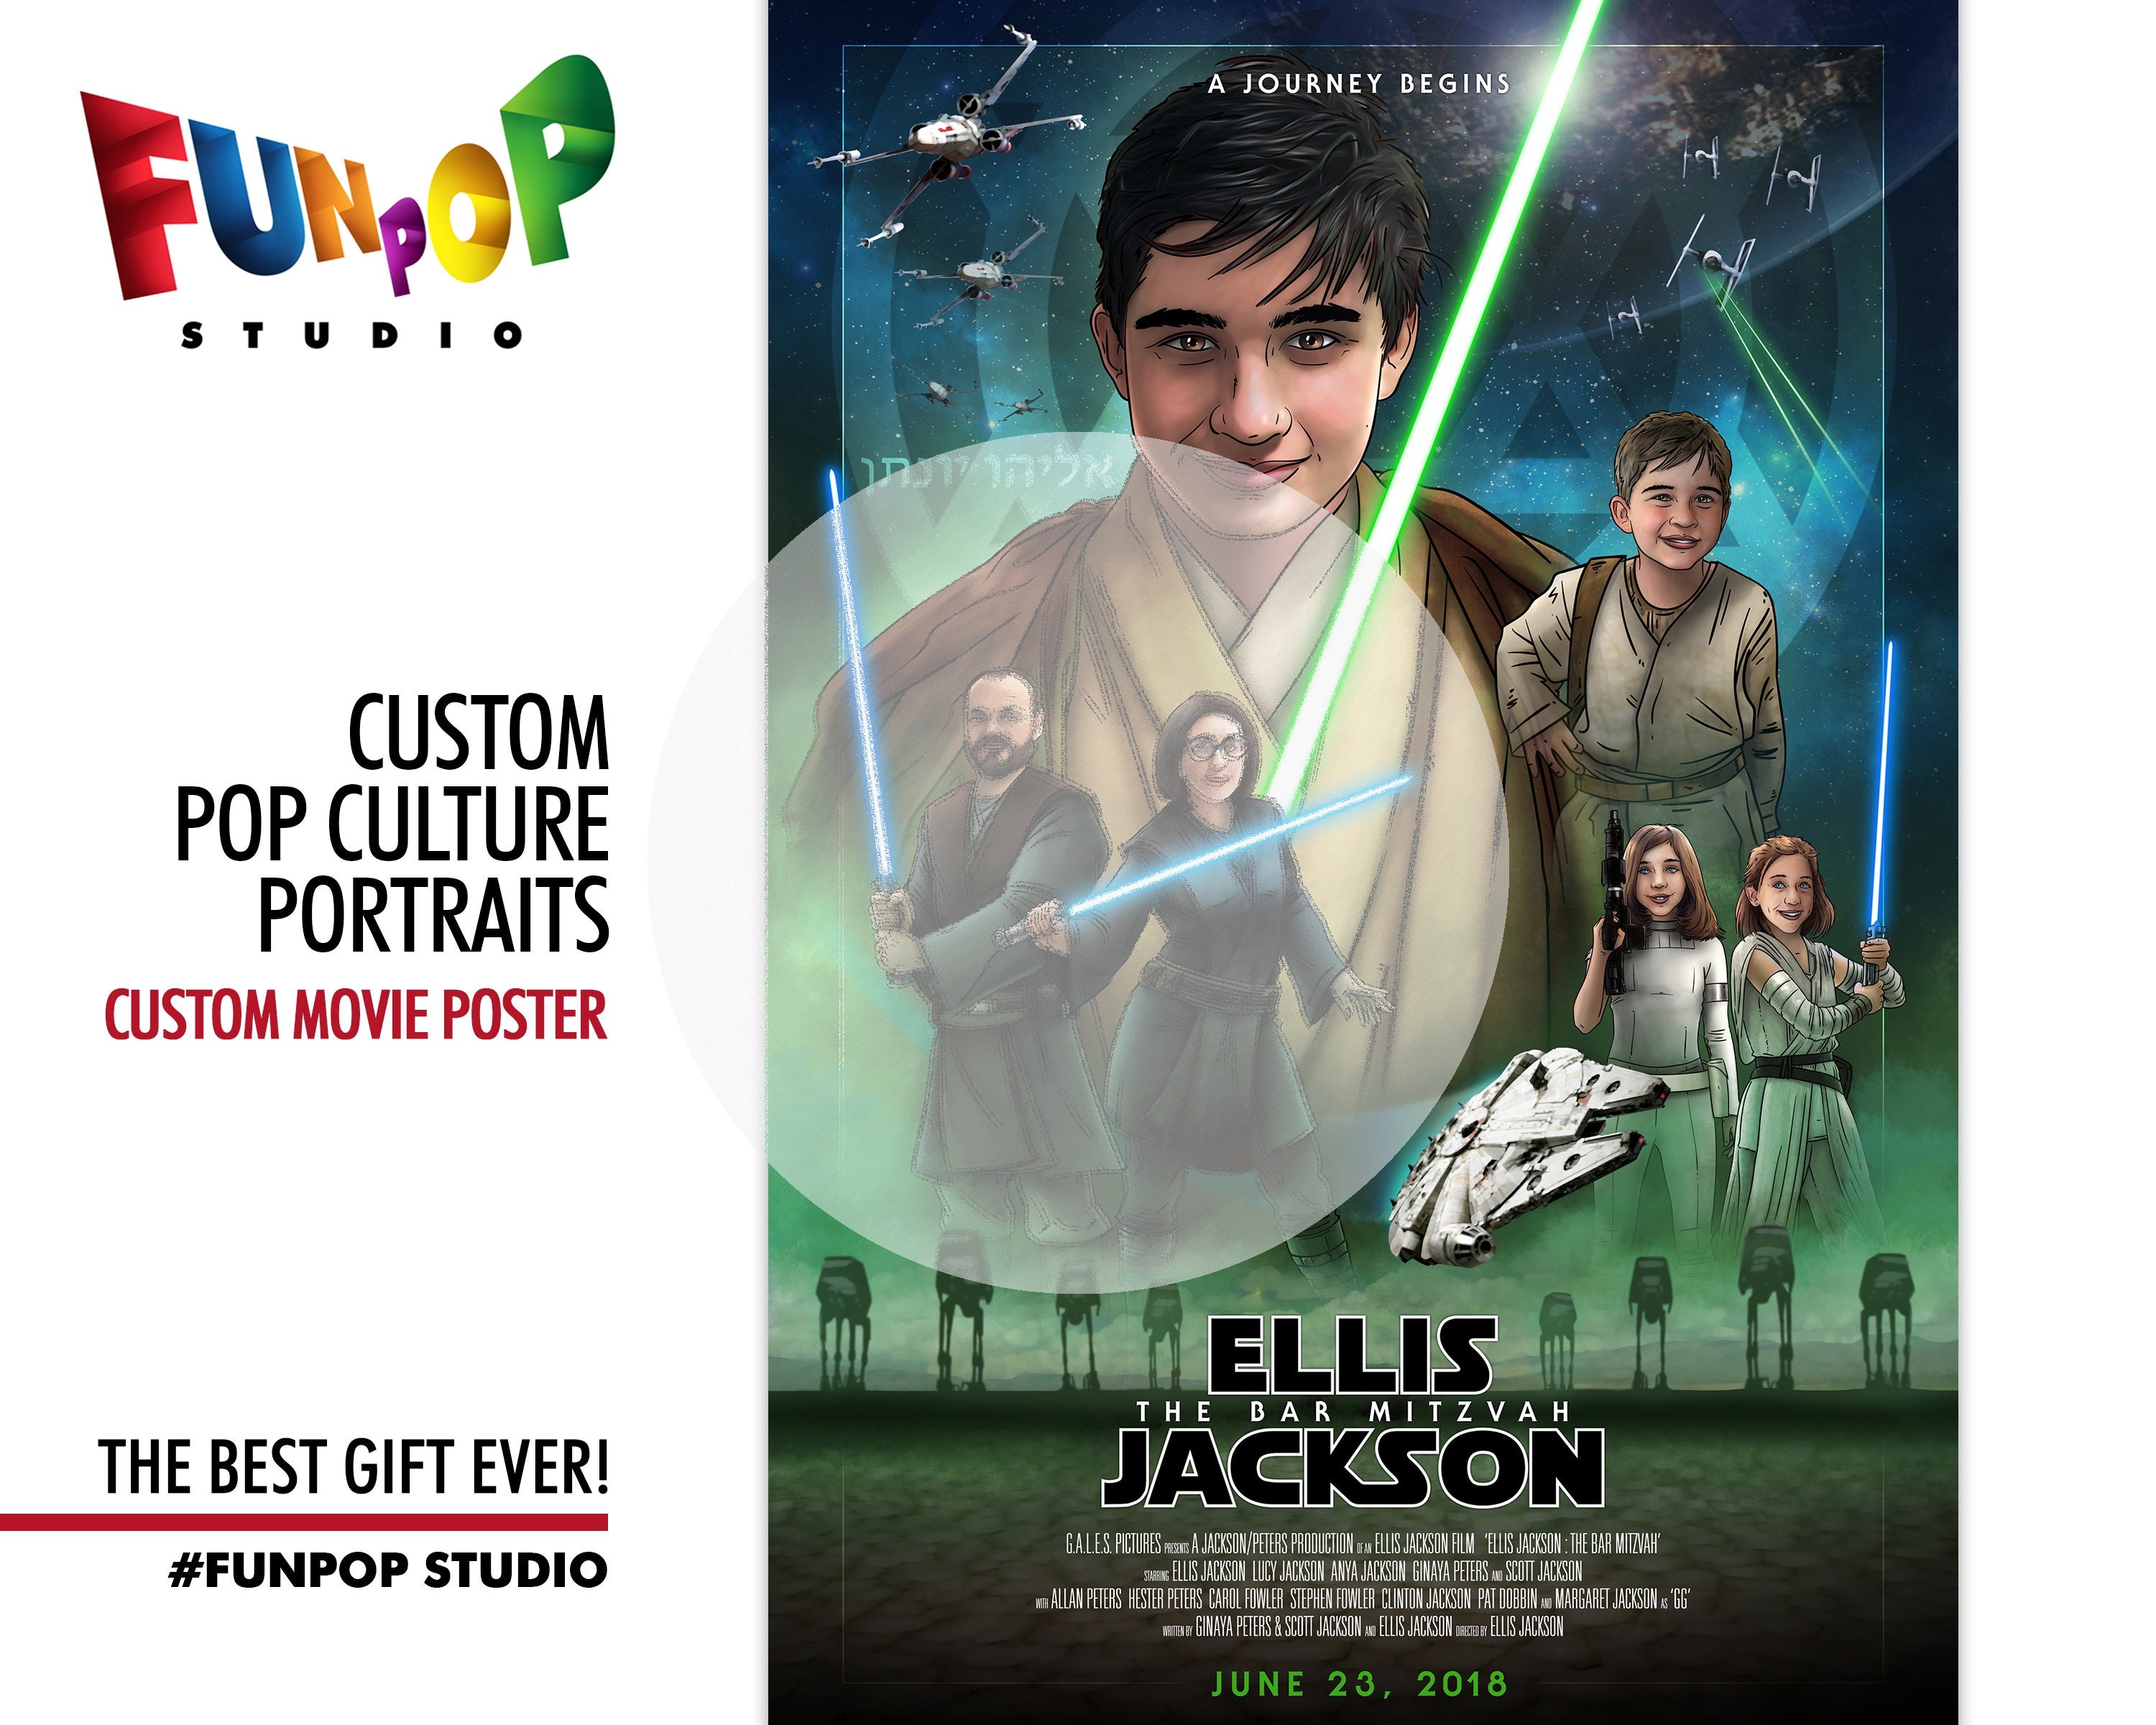 FUNPOP
STUDIO
CUSTOM
POP CULTURE
PORTRAITS
CUSTOM MOVIE POSTER
THE BEST GIFT EVER!
#FUNPOP STUDIO
A JOURNEY BEGINS
אליהו יונתן
ELLIS
THE BAR MITZVAH
JACKSON
G.A.L.E.S. PICTURES PRESENTS A JACKSON/PETERS PRODUCTION OF AN ELLIS JACKSON FILM 'ELLIS JACKSON : THE BAR MITZVAH'
STARRING ELLIS JACKSON LUCY JACKSON ANYA JACKSON GINAYA PETERS AND SCOTT JACKSON
WITH ALLAN PETERS HESTER PETERS CAROL FOWLER STEPHEN FOWLER CLINTON JACKSON PAT DOBBIN AND MARGARET JACKSON AS 'GG'
WRITTEN BY GINAYA PETERS & SCOTT JACKSON AND ELLIS JACKSON DIRECTED BY ELLIS JACKSON
JUNE 23, 2018